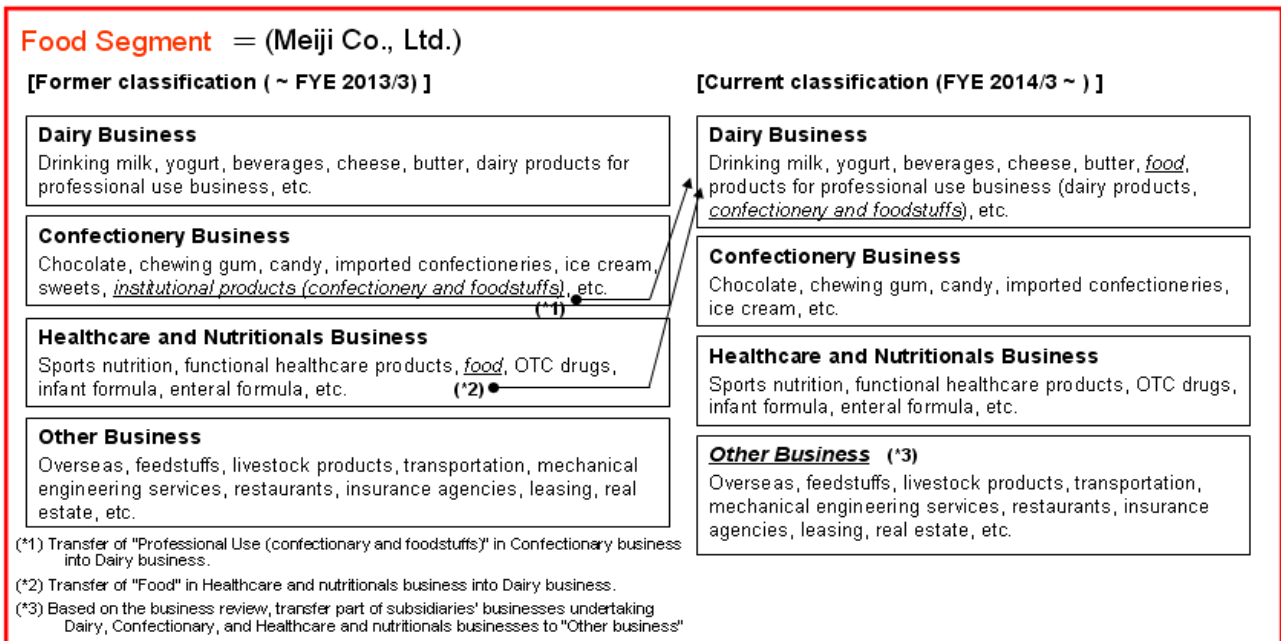 Food Segment = (Meiji Co., Ltd.)
[Former classification ( ~ FYE 2013/3) ]
Dairy Business
Drinking milk, yogurt, beverages, cheese, butter, dairy products for
professional use business, etc.
Confectionery Business
Chocolate, chewing gum, candy, imported confectioneries, ice cream,
sweets, institutional products (confectionery and foodstuffs), etc.
(*1)
Healthcare and Nutritionals Business
Sports nutrition, functional healthcare products, food, OTC drugs,
infant formula, enteral formula, etc. (*2)
Other Business
Overseas, feedstuffs, livestock products, transportation, mechanical
engineering services, restaurants, insurance agencies, leasing, real
estate, etc.
[Current classification (FYE 2014/3 ~ ) ]
Dairy Business
Drinking milk, yogurt, beverages, cheese, butter, food,
products for professional use business (dairy products,
confectionery and foodstuffs), etc.
Confectionery Business
Chocolate, chewing gum, candy, imported confectioneries,
ice cream, etc.
Healthcare and Nutritionals Business
Sports nutrition, functional healthcare products, OTC drugs,
infant formula, enteral formula, etc.
Other Business (*3)
Overseas, feedstuffs, livestock products, transportation,
mechanical engineering services, restaurants, insurance
agencies, leasing, real estate, etc.
(*1) Transfer of "Professional Use (confectionary and foodstuffs)" in Confectionary business
into Dairy business.
(*2) Transfer of "Food" in Healthcare and nutritionals business into Dairy business.
(*3) Based on the business review, transfer part of subsidiaries' businesses undertaking
Dairy, Confectionary, and Healthcare and nutritionals businesses to "Other business"